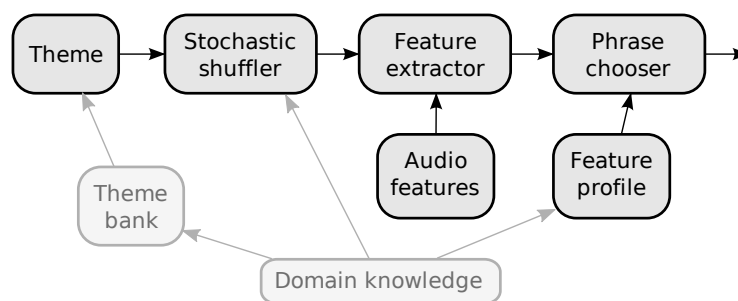 Theme
Stochastic
shuffler
Feature
extractor
Phrase
chooser
Theme
bank
Audio
features
Feature
profile
Domain knowledge